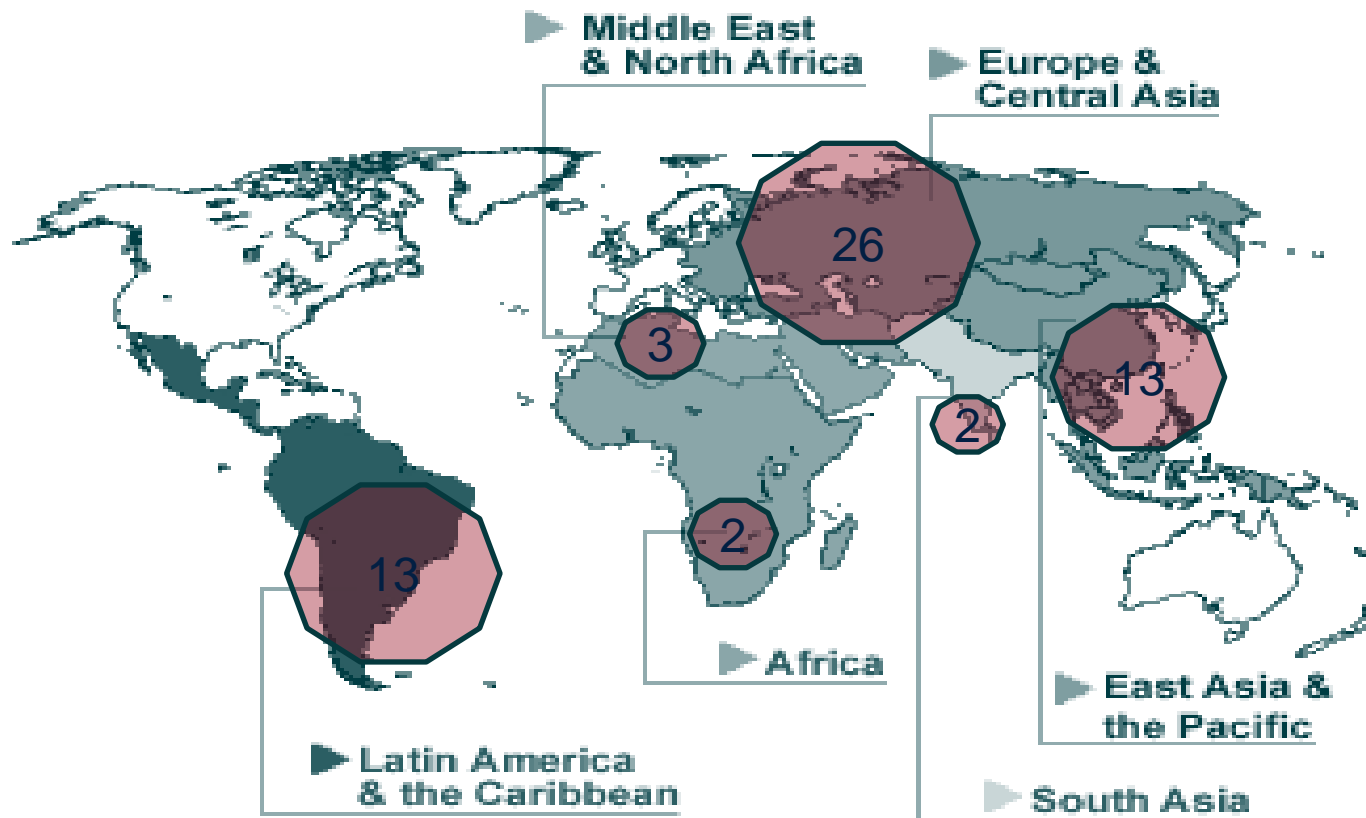 Middle East
& North Africa
Europe &
Central Asia
26
3
13
2
2
13
Africa
East Asia &
the Pacific
Latin America
& the Caribbean
South Asia